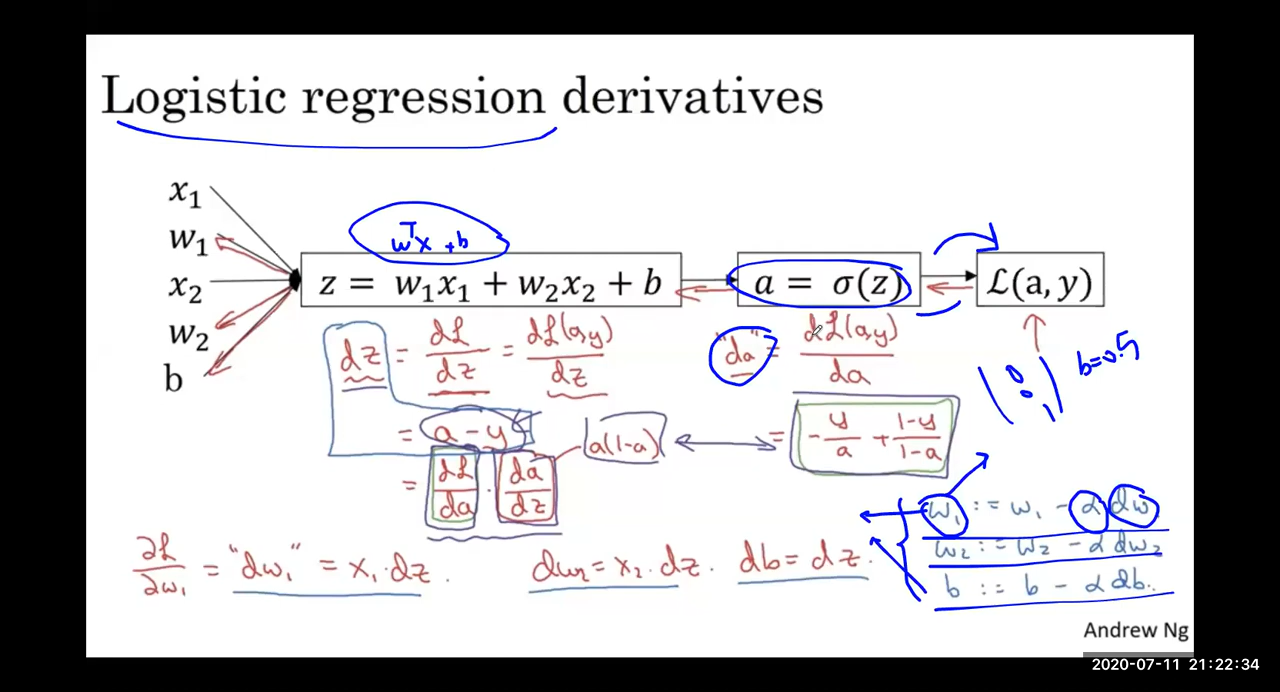 Logistic regression derivatives
x₁
w₁
x₂
w₂
b
wᵀx + b
z = w₁x₁ + w₂x₂ + b
a = σ(z)
ℒ(a, y)
dz = dℒ/dz = dℒ(a,y)/dz
"da" = dℒ(a,y)/da
b=0.5
= a - y
a(1-a)
= -y/a + (1-y)/(1-a)
= dℒ/da · da/dz
∂ℒ/∂w₁ = "dw₁" = x₁·dz.
dw₂ = x₂·dz.
db = dz.
w₁ := w₁ - α dw
w₂ := w₂ - α dw₂
b := b - α db.
Andrew Ng
2020-07-11 21:22:34